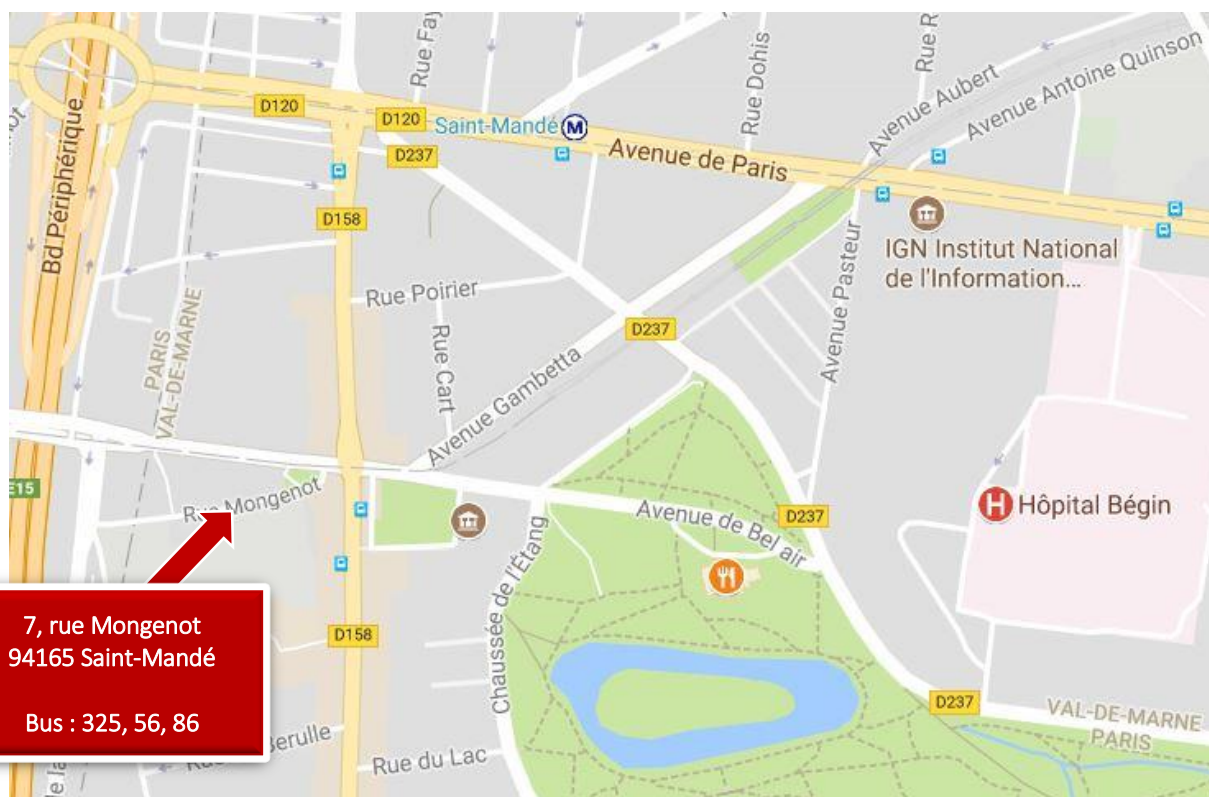 Rue Fay
Rue Dohis
Rue R
Avenue Aubert
Avenue Antoine Quinson
Bd Périphérique
D120
D120
Saint-Mandé M
D237
Avenue de Paris
D158
IGN Institut National
de l'Information...
Avenue Pasteur
Rue Poirier
PARIS
VAL-DE-MARNE
Rue Cart
D237
Avenue Gambetta
E15
Rue Mongenot
H Hôpital Bégin
Avenue de Bel air
D237
Chaussée de l'Étang
7, rue Mongenot
94165 Saint-Mandé
Bus : 325, 56, 86
D158
D237
VAL-DE-MARNE
PARIS
Berulle
Rue du Lac